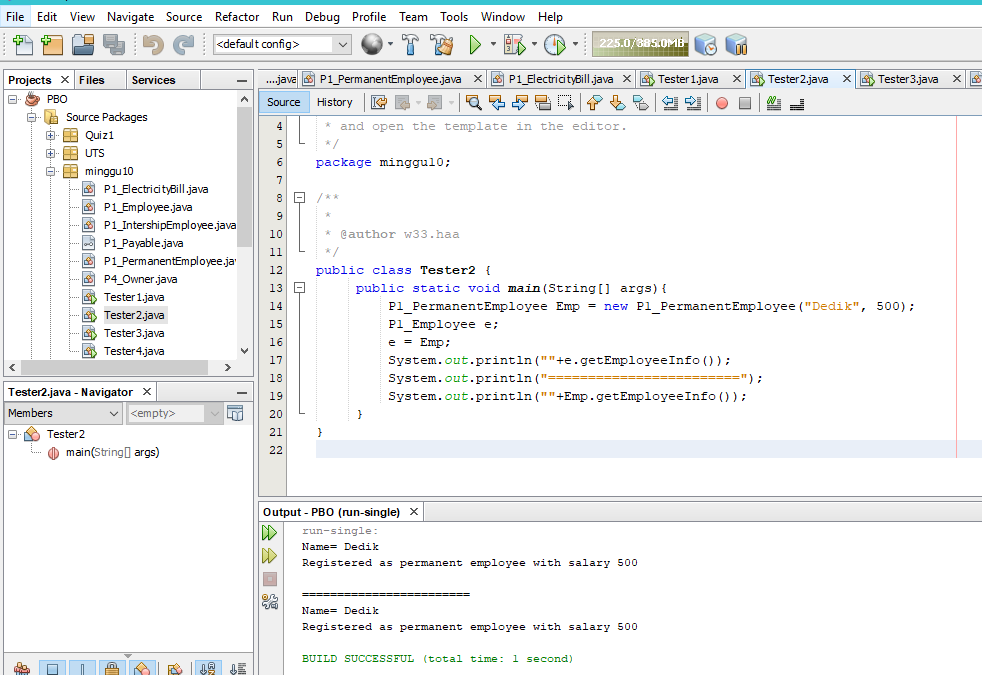 File Edit View Navigate Source Refactor Run Debug Profile Team Tools Window Help
<default config>
225.0/385.0MB
Projects Files Services
....java P1_PermanentEmployee.java P1_ElectricityBill.java Tester1.java Tester2.java Tester3.java
Source History
PBO
Source Packages
Quiz1
UTS
minggu10
P1_ElectricityBill.java
P1_Employee.java
P1_IntershipEmployee.java
P1_Payable.java
P1_PermanentEmployee.jav
P4_Owner.java
Tester1.java
Tester2.java
Tester3.java
Tester4.java
Tester2.java - Navigator
Members <empty>
Tester2
main(String[] args)
4 * and open the template in the editor.
5 */
6 package minggu10;
7
8 /**
9 *
10 * @author w33.haa
11 */
12 public class Tester2 {
13 public static void main(String[] args){
14 P1_PermanentEmployee Emp = new P1_PermanentEmployee("Dedik", 500);
15 P1_Employee e;
16 e = Emp;
17 System.out.println(""+e.getEmployeeInfo());
18 System.out.println("========================");
19 System.out.println(""+Emp.getEmployeeInfo());
20 }
21 }
22
Output - PBO (run-single)
run-single:
Name= Dedik
Registered as permanent employee with salary 500
========================
Name= Dedik
Registered as permanent employee with salary 500
BUILD SUCCESSFUL (total time: 1 second)